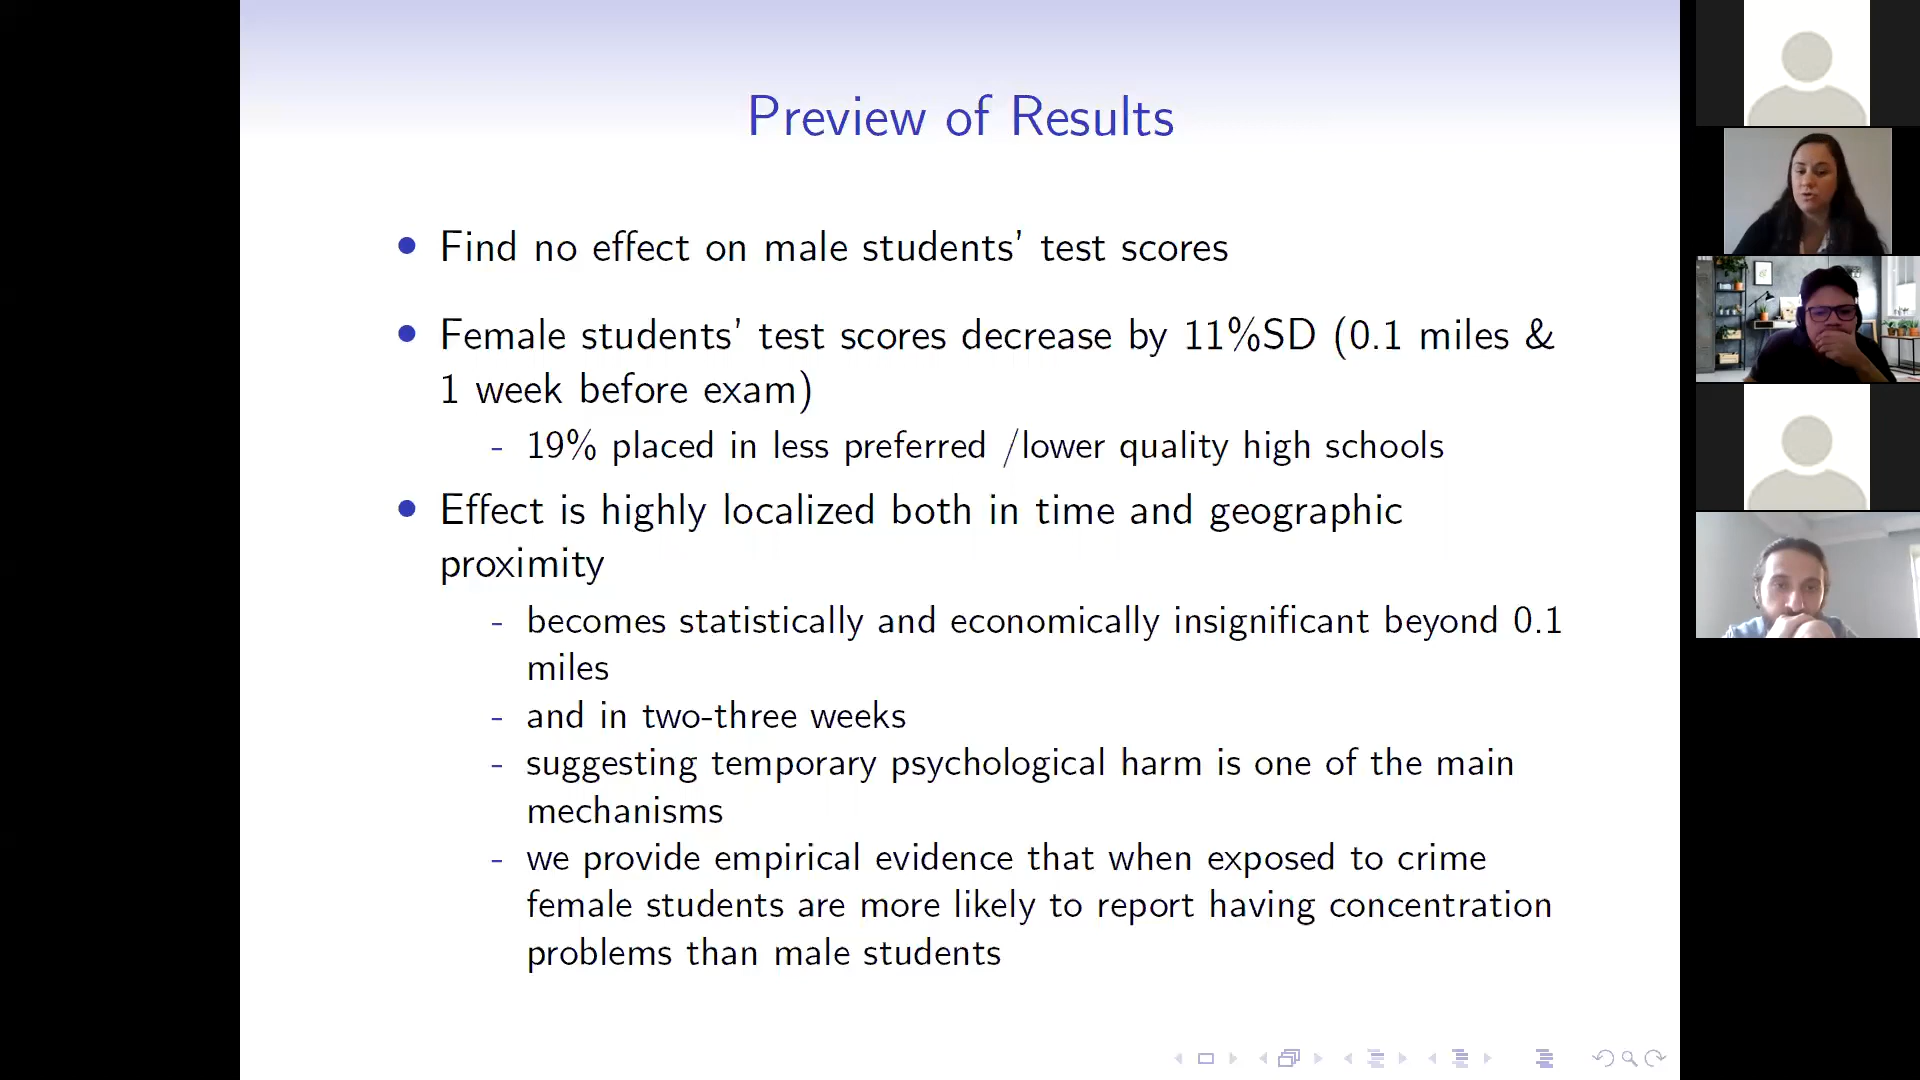 Preview of Results
• Find no effect on male students' test scores
• Female students' test scores decrease by 11%SD (0.1 miles &
1 week before exam)
- 19% placed in less preferred /lower quality high schools
• Effect is highly localized both in time and geographic
proximity
- becomes statistically and economically insignificant beyond 0.1
miles
- and in two-three weeks
- suggesting temporary psychological harm is one of the main
mechanisms
- we provide empirical evidence that when exposed to crime
female students are more likely to report having concentration
problems than male students